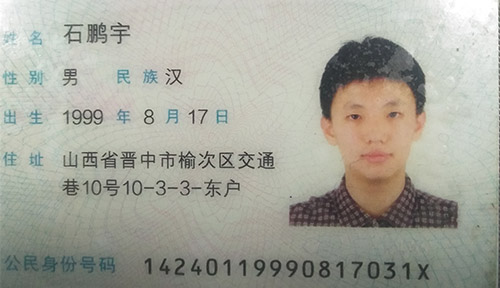 姓名 石鹏宇
性别 男 民族 汉
出生 1999 年 8 月 17 日
住址 山西省晋中市榆次区交通
巷10号10-3-3-东户
公民身份号码 14240119990817031X